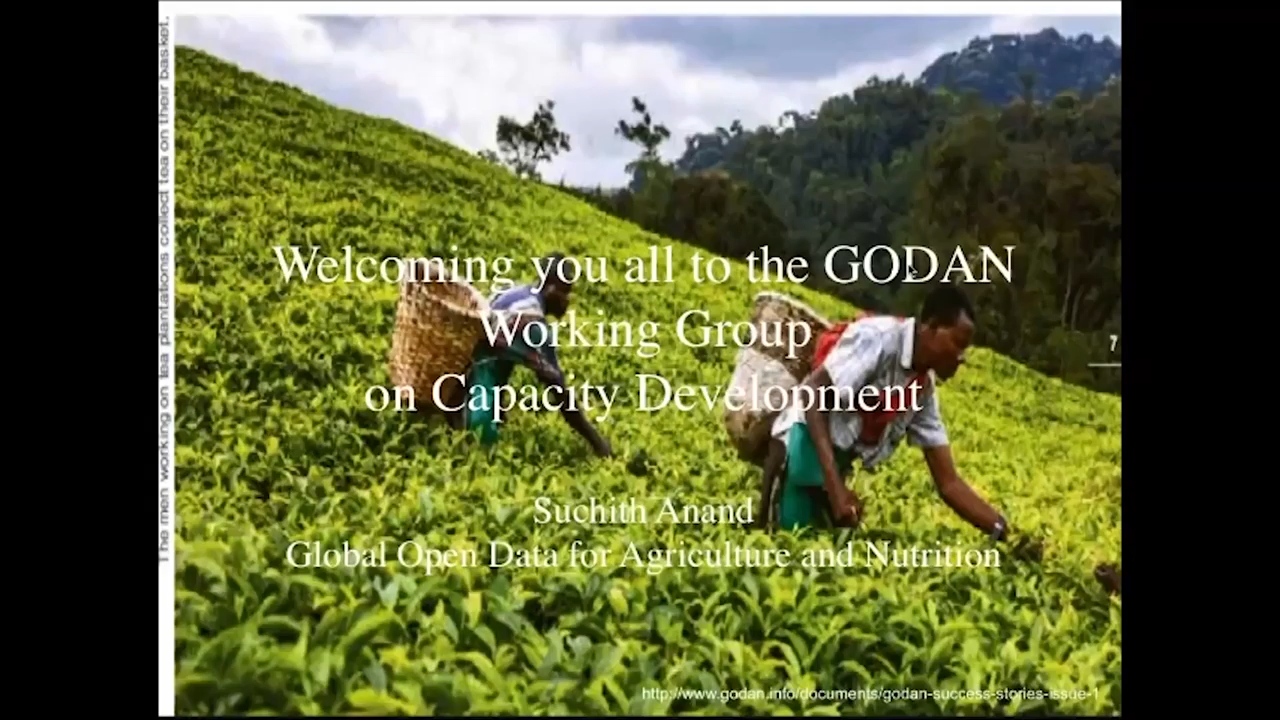 The men working on tea plantations collect tea on their basket.
Welcoming you all to the GODAN
Working Group
on Capacity Development
7
Suchith Anand
Global Open Data for Agriculture and Nutrition
http://www.godan.info/documents/godan-success-stories-issue-1